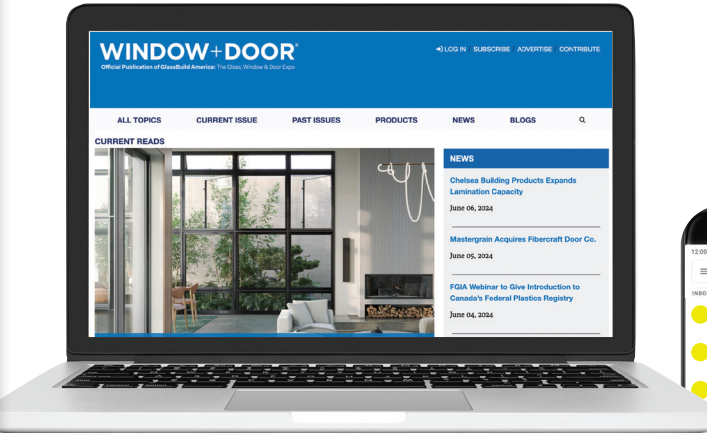 WINDOW+DOOR®
Official Publication of GlassBuild America: The Glass, Window & Door Expo
LOG IN SUBSCRIBE ADVERTISE CONTRIBUTE
ALL TOPICS CURRENT ISSUE PAST ISSUES PRODUCTS NEWS BLOGS
CURRENT READS
NEWS
Chelsea Building Products Expands
Lamination Capacity
June 06, 2024
Mastergrain Acquires Fibercraft Door Co.
June 05, 2024
FGIA Webinar to Give Introduction to
Canada's Federal Plastics Registry
June 04, 2024
12:00